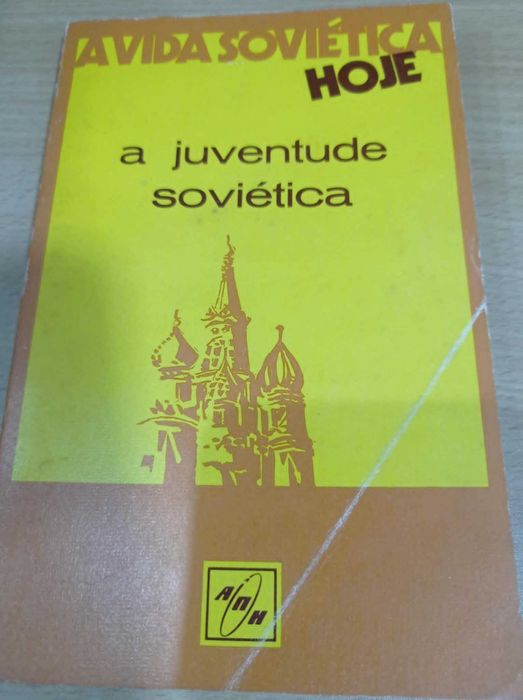 A VIDA SOVIÉTICA
HOJE
a juventude
soviética
АПН